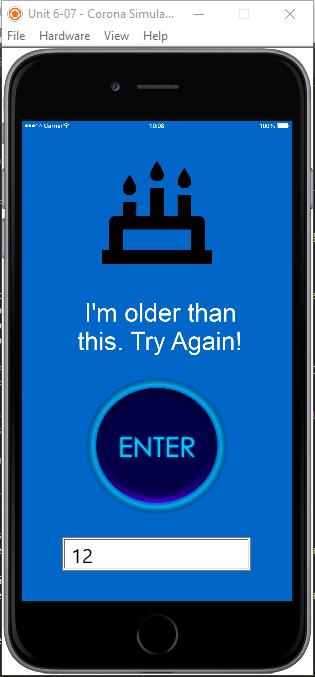 Unit 6-07 - Corona Simula...
File Hardware View Help
Carrier 10:08 100%
I'm older than
this. Try Again!
ENTER
12